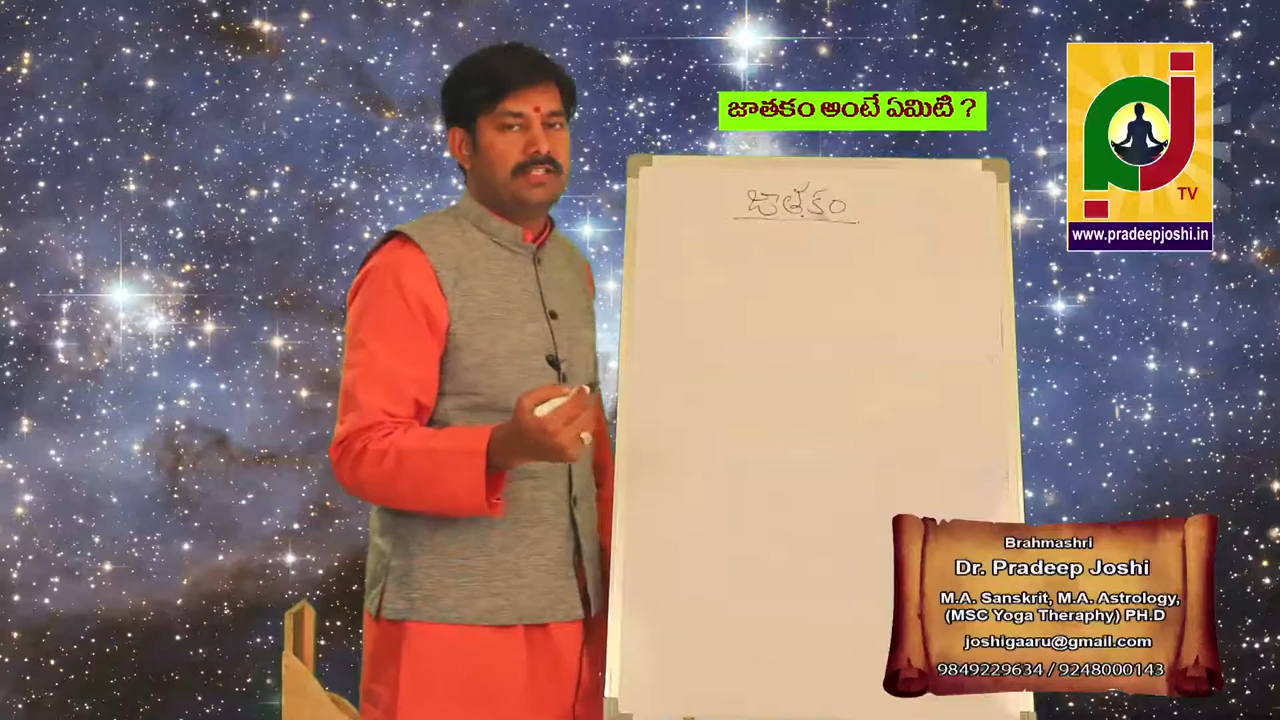 జాతకం అంటే ఏమిటి ?
జాతకం
pj
TV
www.pradeepjoshi.in
Brahmashri
Dr. Pradeep Joshi
M.A. Sanskrit, M.A. Astrology,
(MSC Yoga Theraphy) PH.D
joshigaaru@gmail.com
9849229634 / 9248000143